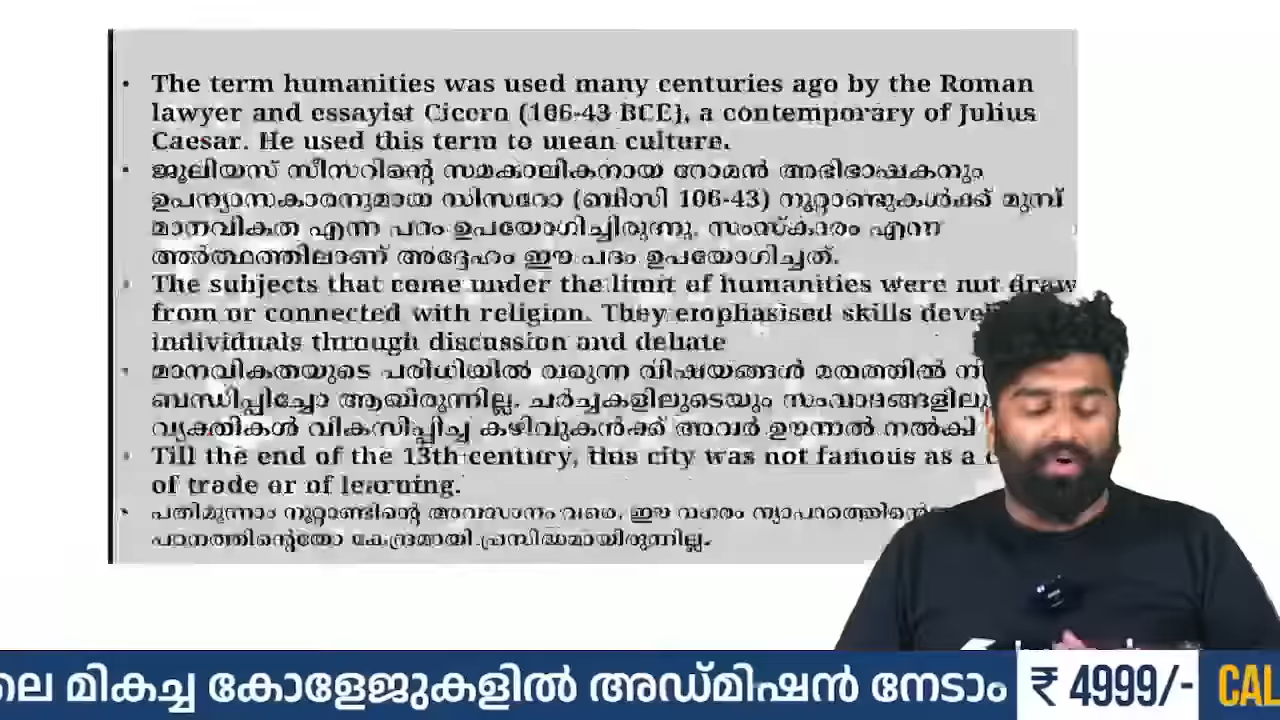 The term humanities was used many centuries ago by the Roman
lawyer and essayist Cicero (106-43 BCE), a contemporary of Julius
Caesar. He used this term to mean culture.
ജൂലിയസ് സീസറിന്റെ സമകാലികനായ റോമൻ അഭിഭാഷകനും
ഉപന്യാസകാരനുമായ സിസറോ (ബിസി 106-43) നൂറ്റാണ്ടുകൾക്ക് മുമ്പ്
മാനവികത എന്ന പദം ഉപയോഗിച്ചിരുന്നു. സംസ്കാരം എന്ന
അർത്ഥത്തിലാണ് അദ്ദേഹം ഈ പദം ഉപയോഗിച്ചത്.
The subjects that come under the limit of humanities were not draw
from or connected with religion. They emphasised skills
individuals through discussion and debate
മാനവികതയുടെ പരിധിയിൽ വരുന്ന വിഷയങ്ങൾ മതത്തിൽ
ബന്ധിപ്പിച്ചോ ആയിരുന്നില്ല. ചർച്ചകളിലൂടെയും
വ്യക്തികൾ വികസിപ്പിച്ച കഴിവുകൻക്ക് അവർ ഊന്നൽ നൽകി
Till the end of the 13th century, this city was not famous as a
of trade or of learning.
പതിമൂന്നാം നൂറ്റാണ്ടിന്റെ അവസാനം വരെ, ഈ നഗരം
പഠനത്തിന്റെയോ കേന്ദ്രമായി പ്രസിദ്ധമായിരുന്നില്ല.
ലെ മികച്ച കോളേജുകളിൽ അഡ്മിഷൻ നേടാം ₹ 4999/- CAL